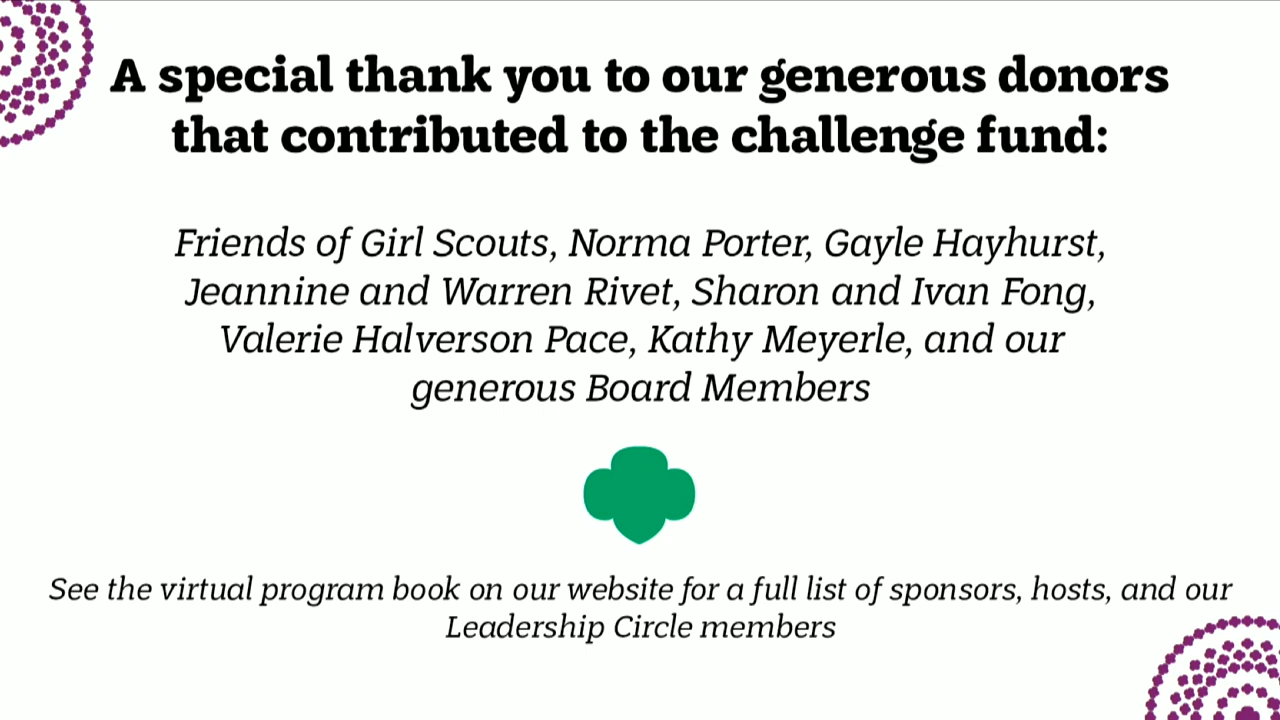 A special thank you to our generous donors
that contributed to the challenge fund:
Friends of Girl Scouts, Norma Porter, Gayle Hayhurst,
Jeannine and Warren Rivet, Sharon and Ivan Fong,
Valerie Halverson Pace, Kathy Meyerle, and our
generous Board Members
See the virtual program book on our website for a full list of sponsors, hosts, and our
Leadership Circle members